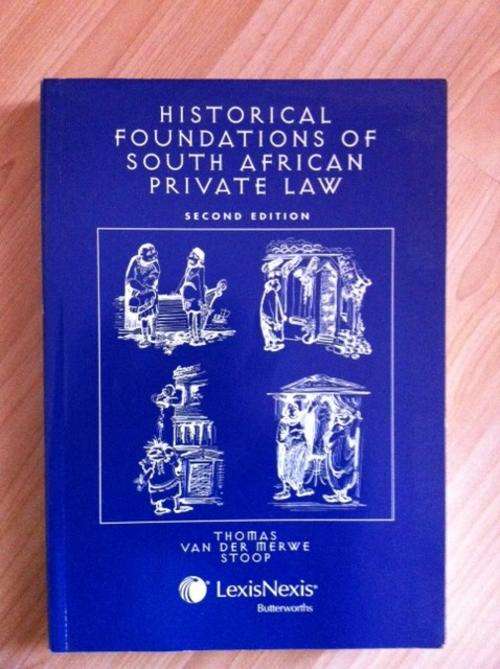 HISTORICAL
FOUNDATIONS OF
SOUTH AFRICAN
PRIVATE LAW
SECOND EDITION
THOMAS
VAN DER MERWE
STOOP
LexisNexis®
Butterworths